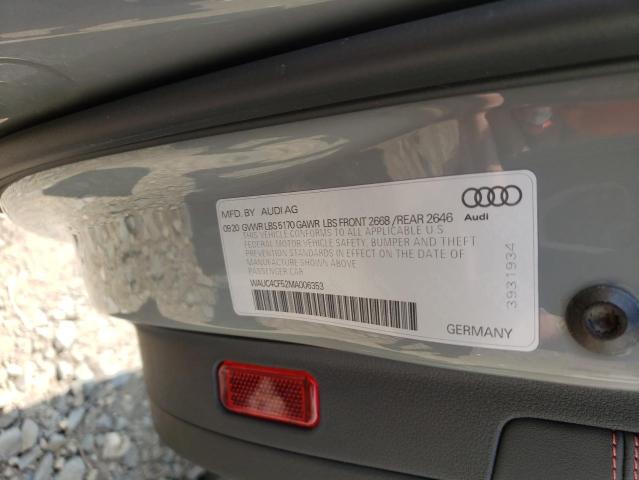 MFD. BY AUDI AG
09 20 GVWR LBS 5170 GAWR LBS FRONT 2668 / REAR 2646
THIS VEHICLE CONFORMS TO ALL APPLICABLE U.S.
FEDERAL MOTOR VEHICLE SAFETY, BUMPER AND THEFT
PREVENTION STANDARDS IN EFFECT ON THE DATE OF
MANUFACTURE SHOWN ABOVE.
PASSENGER CAR
WAUC4CF52MA006353
Audi
3931934
GERMANY